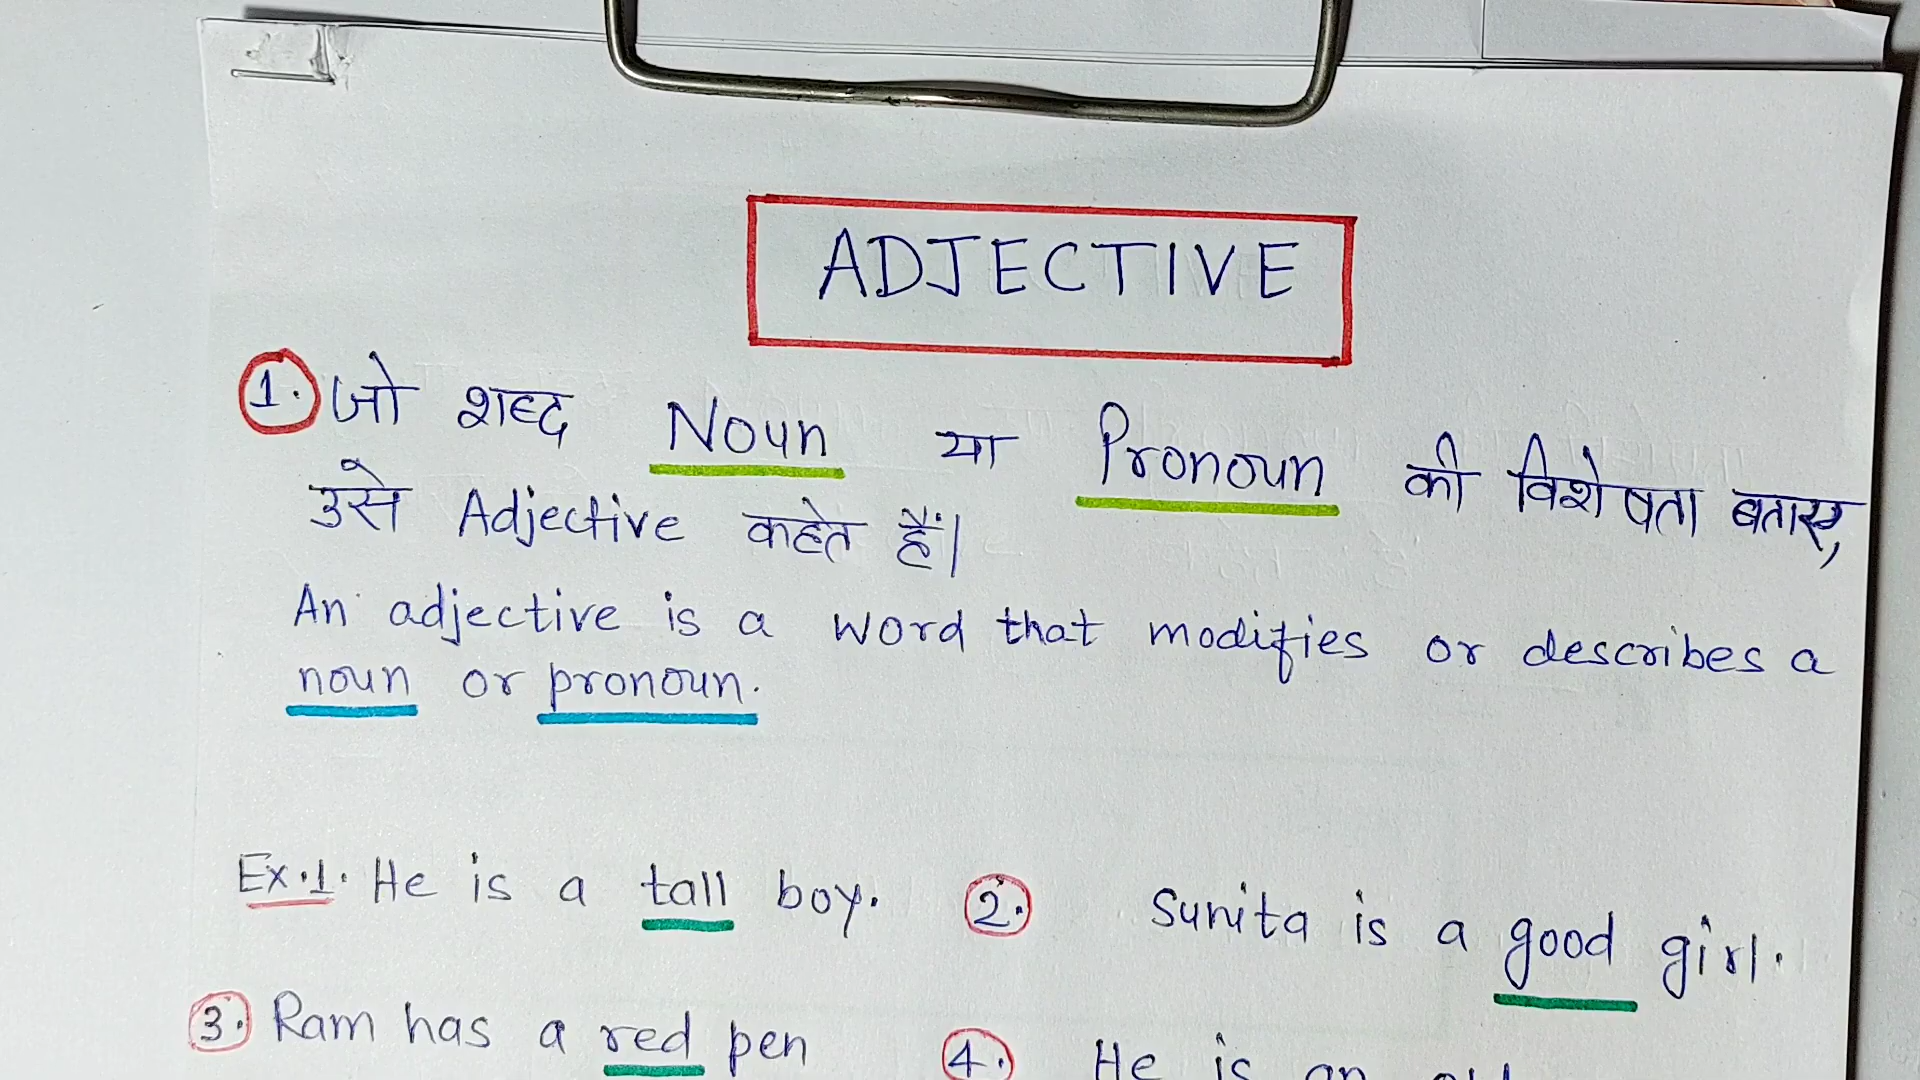 ADJECTIVE
1. जो शब्द Noun या Pronoun की विशेषता बताए,
उसे Adjective कहते हैं।
An adjective is a word that modifies or describes a
noun or pronoun.
Ex.1. He is a tall boy. 2. Sunita is a good girl.
3. Ram has a red pen 4. He is an